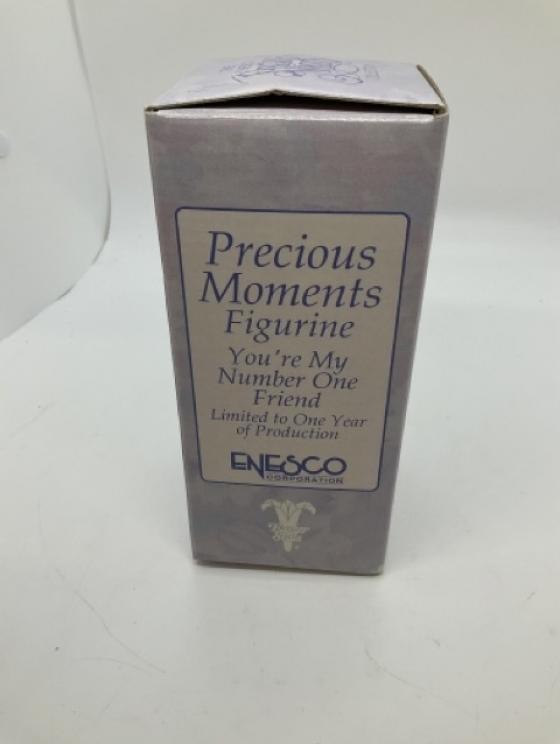 Precious
Moments
Figurine
You're My
Number One
Friend
Limited to One Year
of Production
ENESCO
CORPORATION